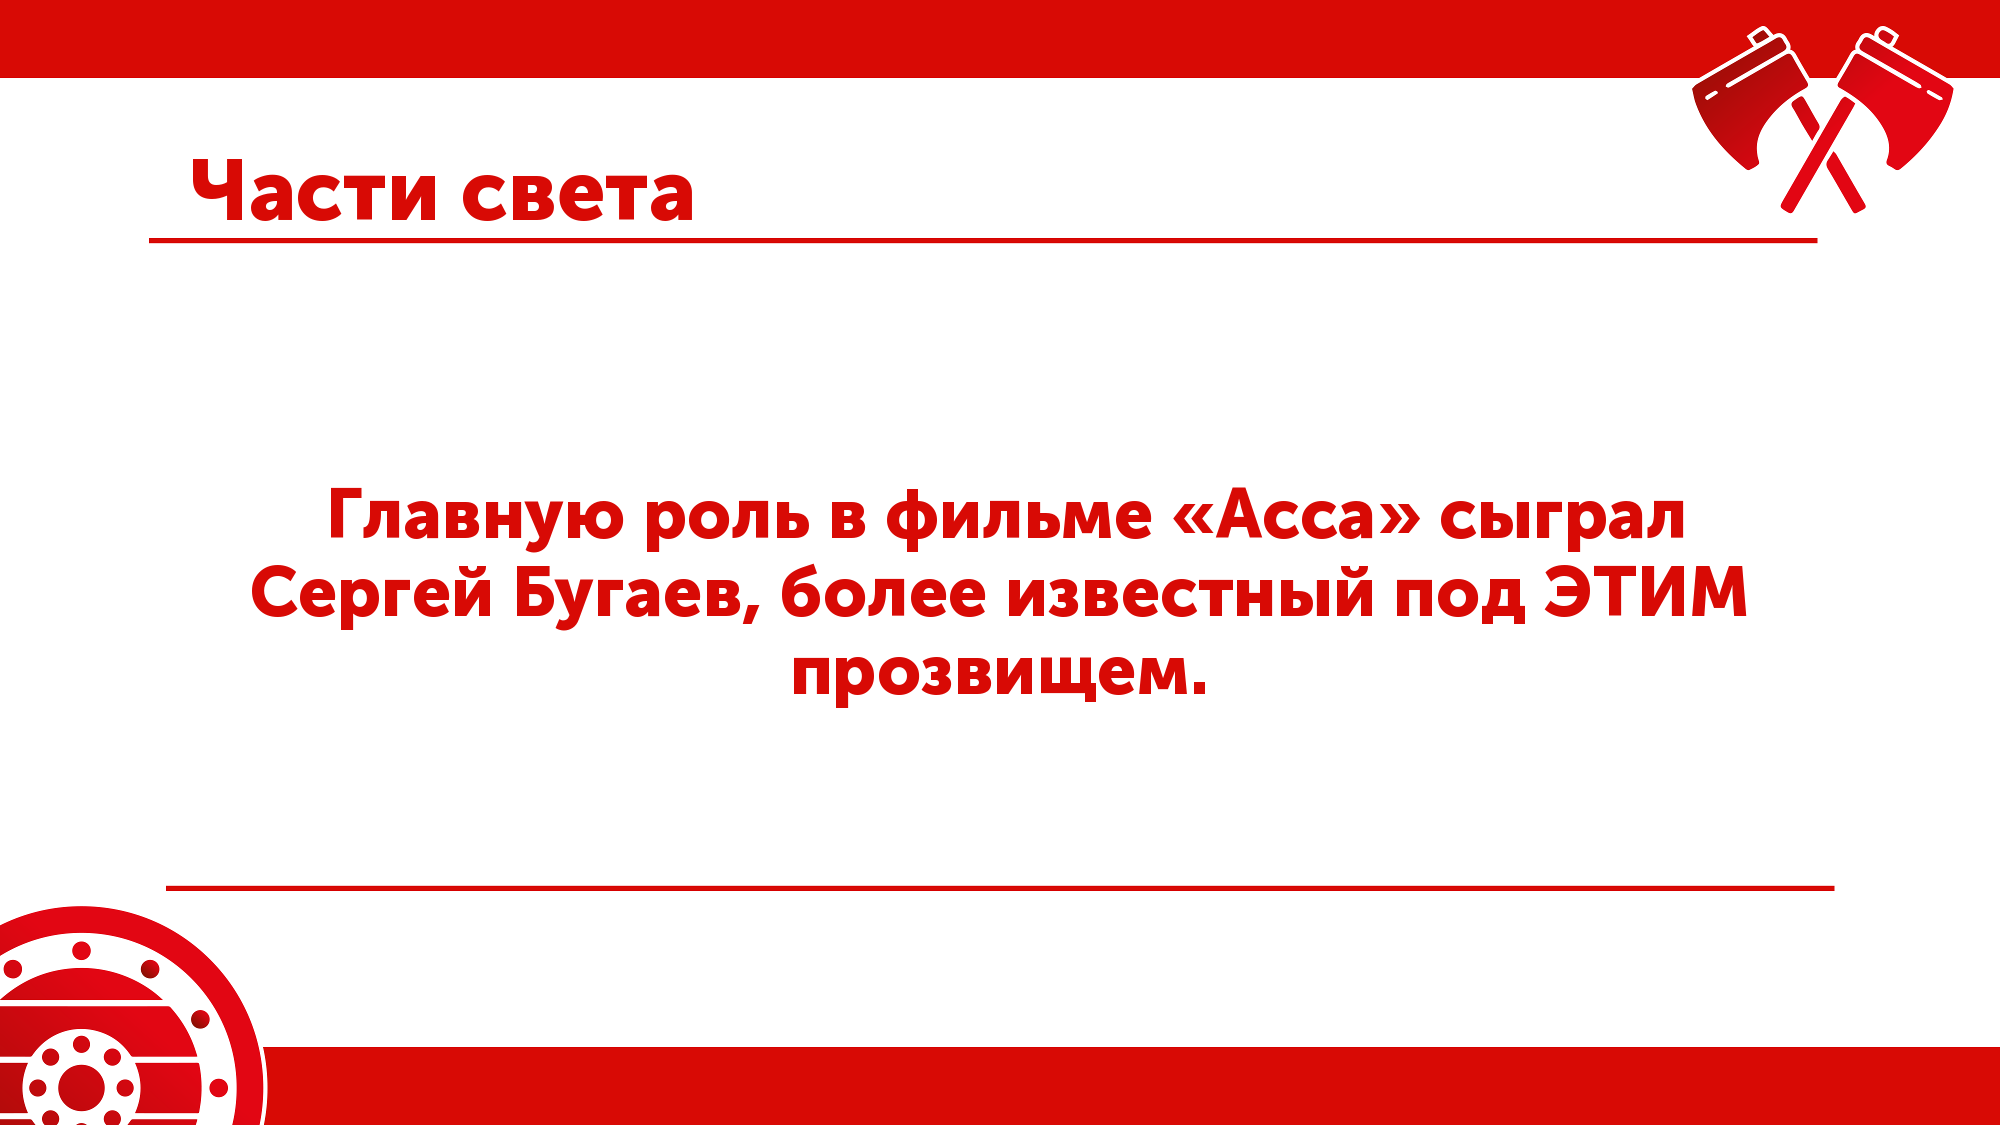 Части света
Главную роль в фильме «Асса» сыграл
Сергей Бугаев, более известный под ЭТИМ
прозвищем.